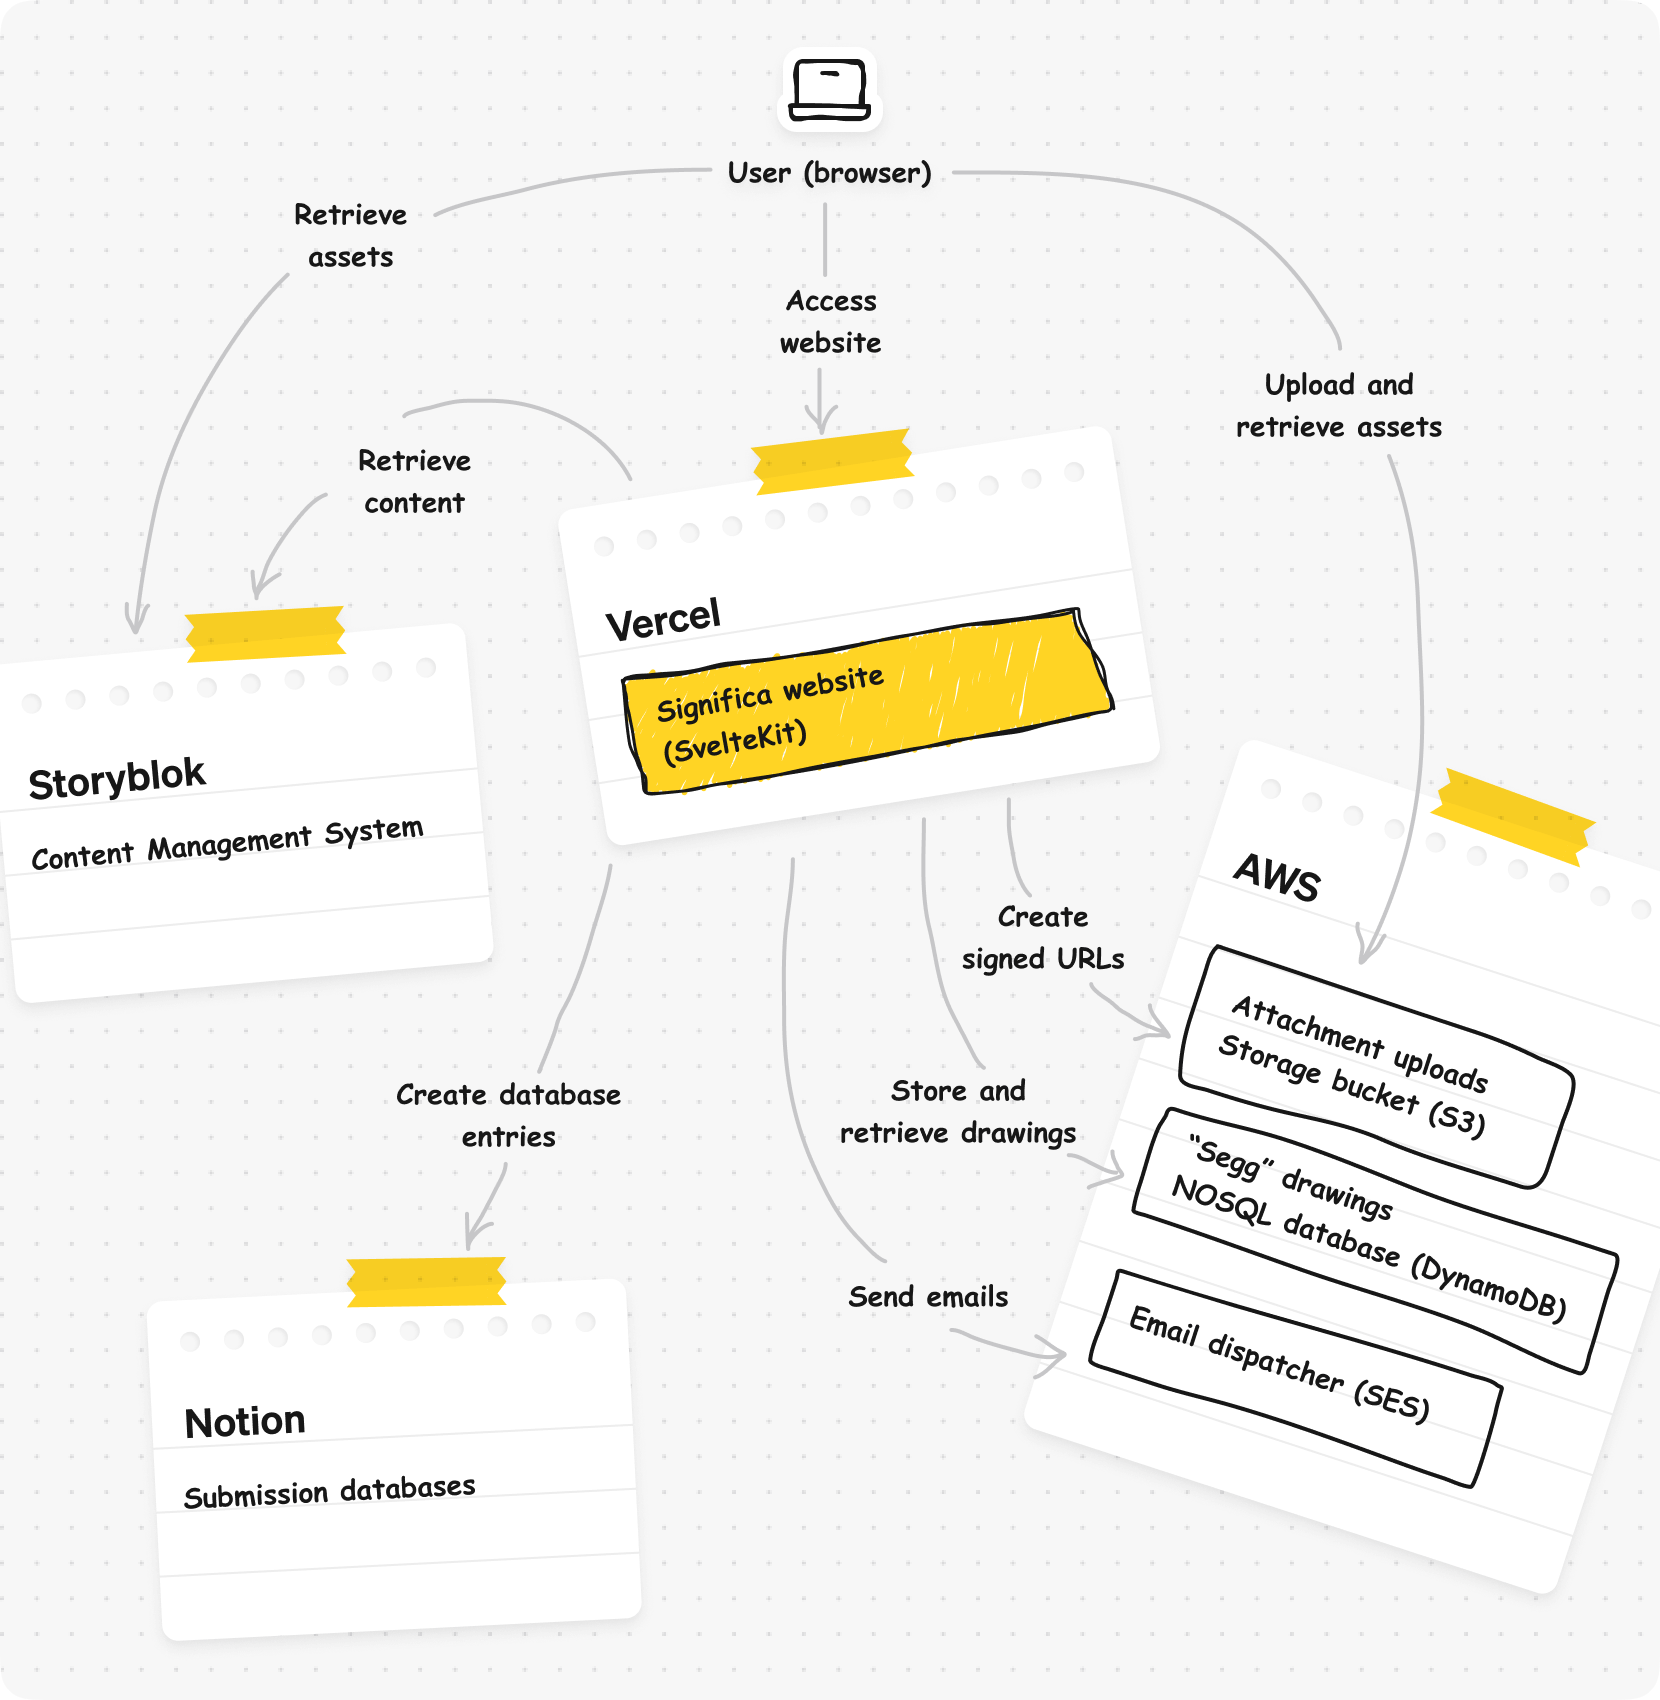 User (browser)
Retrieve
assets
Access
website
Upload and
retrieve assets
Retrieve
content
Vercel
Significa website
(SvelteKit)
Storyblok
Content Management System
AWS
Create
signed URLs
Attachment uploads
Storage bucket (S3)
Store and
retrieve drawings
“Segg” drawings
NOSQL database (DynamoDB)
Create database
entries
Send emails
Email dispatcher (SES)
Notion
Submission databases